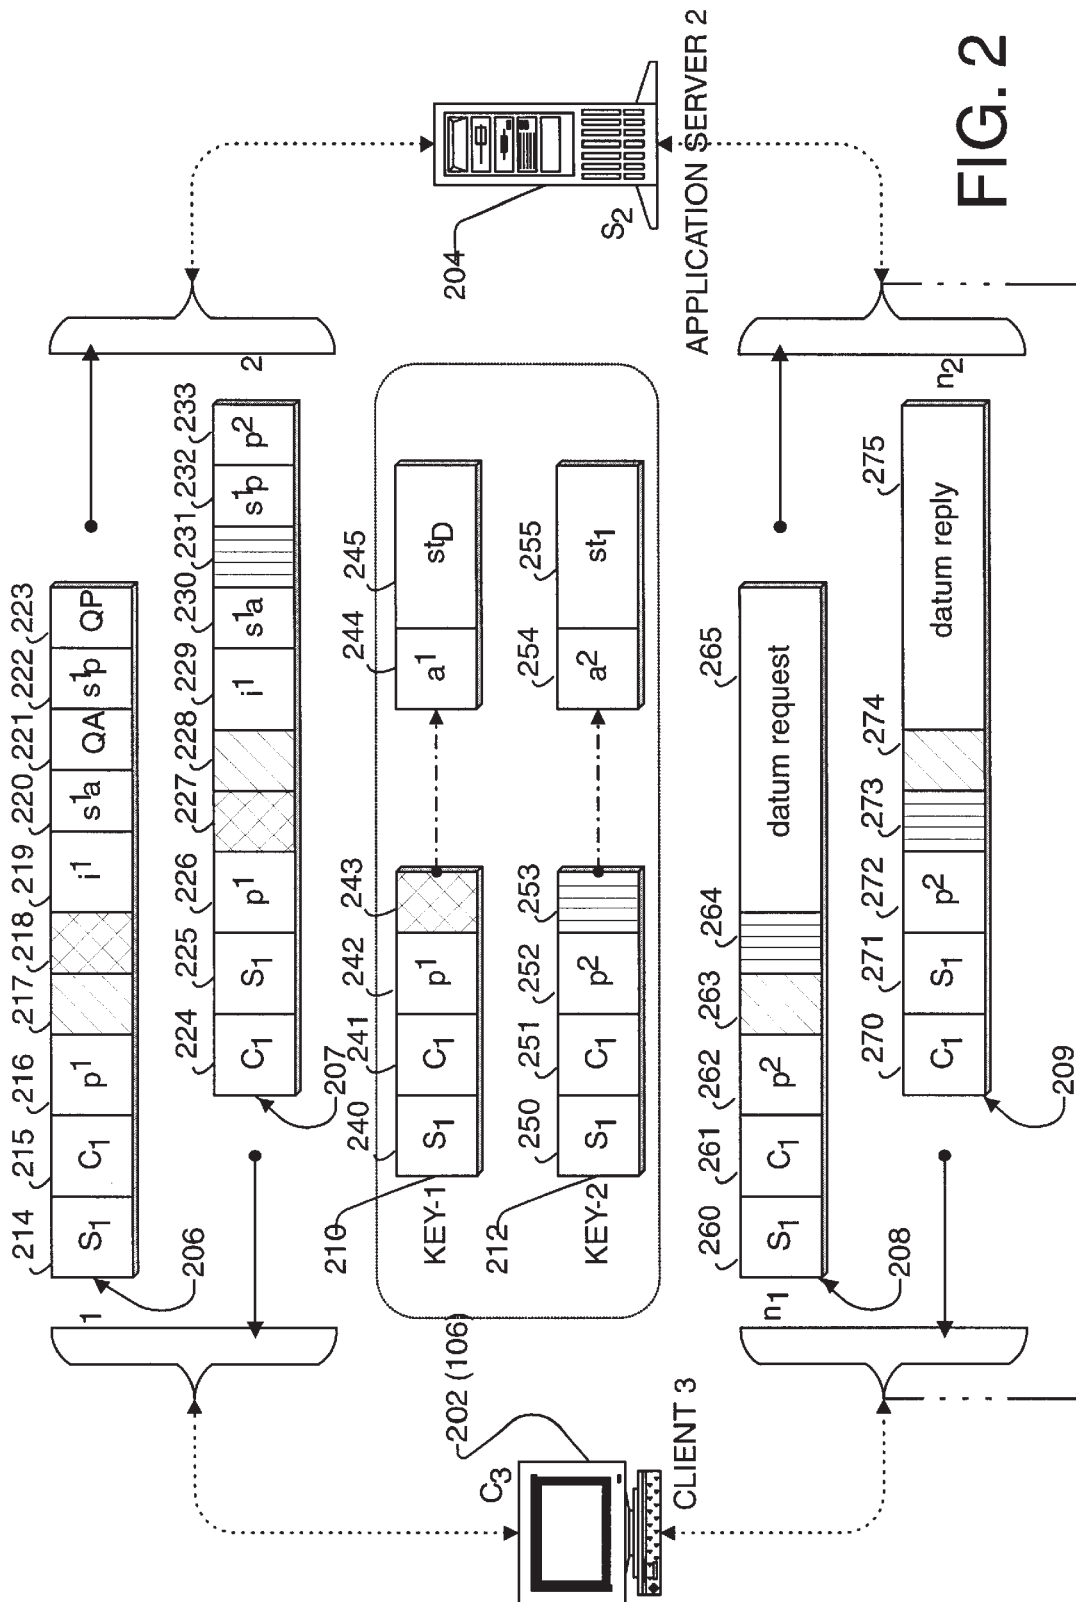 214 215 216 217 218 219 220 221 222 223
S1 C1 p1 i1 s1a QA s1p QP
1
206
224 225 226 227 228 229 230 231 232 233
C1 S1 p1 i1 s1a s1p p2
2
207
240 241 242 243 244 245
S1 C1 p1 a1 stD
210
KEY-1
250 251 252 253 254 255
S1 C1 p2 a2 st1
212
KEY-2
202 (106)
C3
CLIENT 3
204
S2
APPLICATION SERVER 2
260 261 262 263 264 265
S1 C1 p2 datum request
n1
208
270 271 272 273 274 275
C1 S1 p2 datum reply
n2
209
FIG. 2